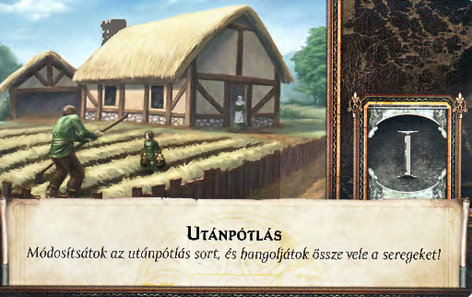 I
UTÁNPÓTLÁS
Módosítsátok az utánpótlás sort, és hangoljátok össze vele a seregeket!